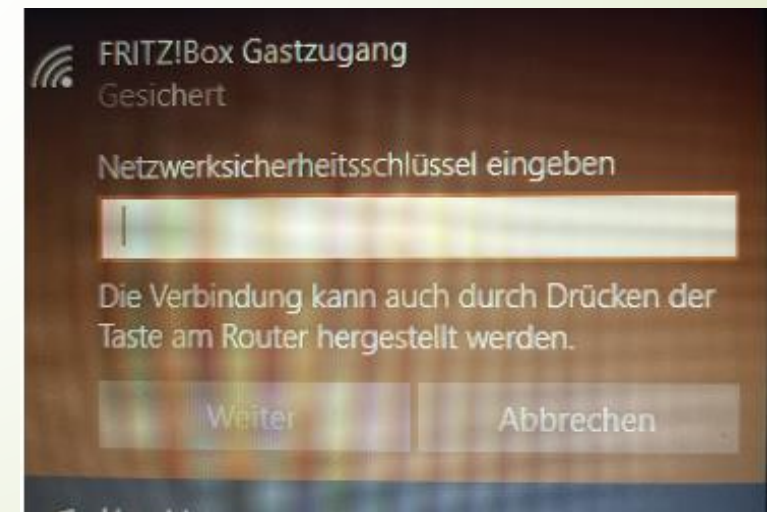 FRITZ!Box Gastzugang
Gesichert
Netzwerksicherheitsschlüssel eingeben
Die Verbindung kann auch durch Drücken der
Taste am Router hergestellt werden.
Weiter
Abbrechen